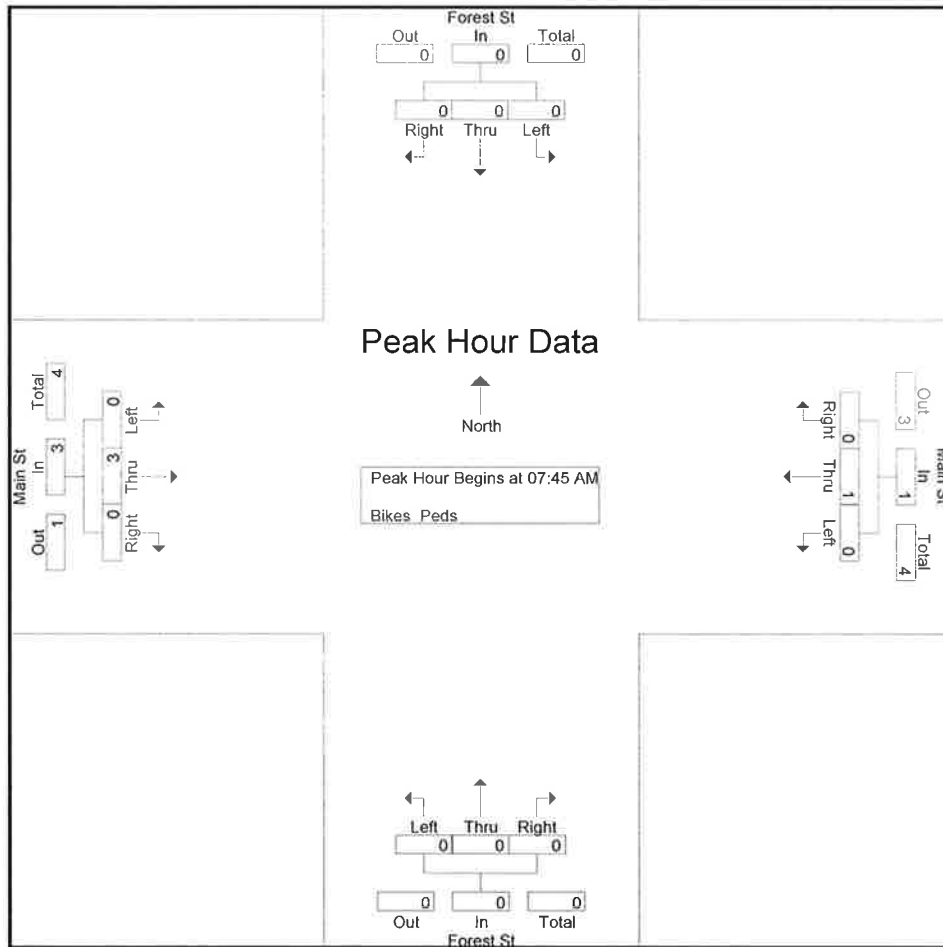 Forest St
Out In Total
0 0 0
0 0 0
Right Thru Left
Peak Hour Data
North
Peak Hour Begins at 07:45 AM
Bikes Peds
Main St
Total In Out
4 3 1
0 3 0
Left Thru Right
Right Thru Left
0 1 0
Out In Total
3 1 4
Main St
Left Thru Right
0 0 0
0 0 0
Out In Total
Forest St